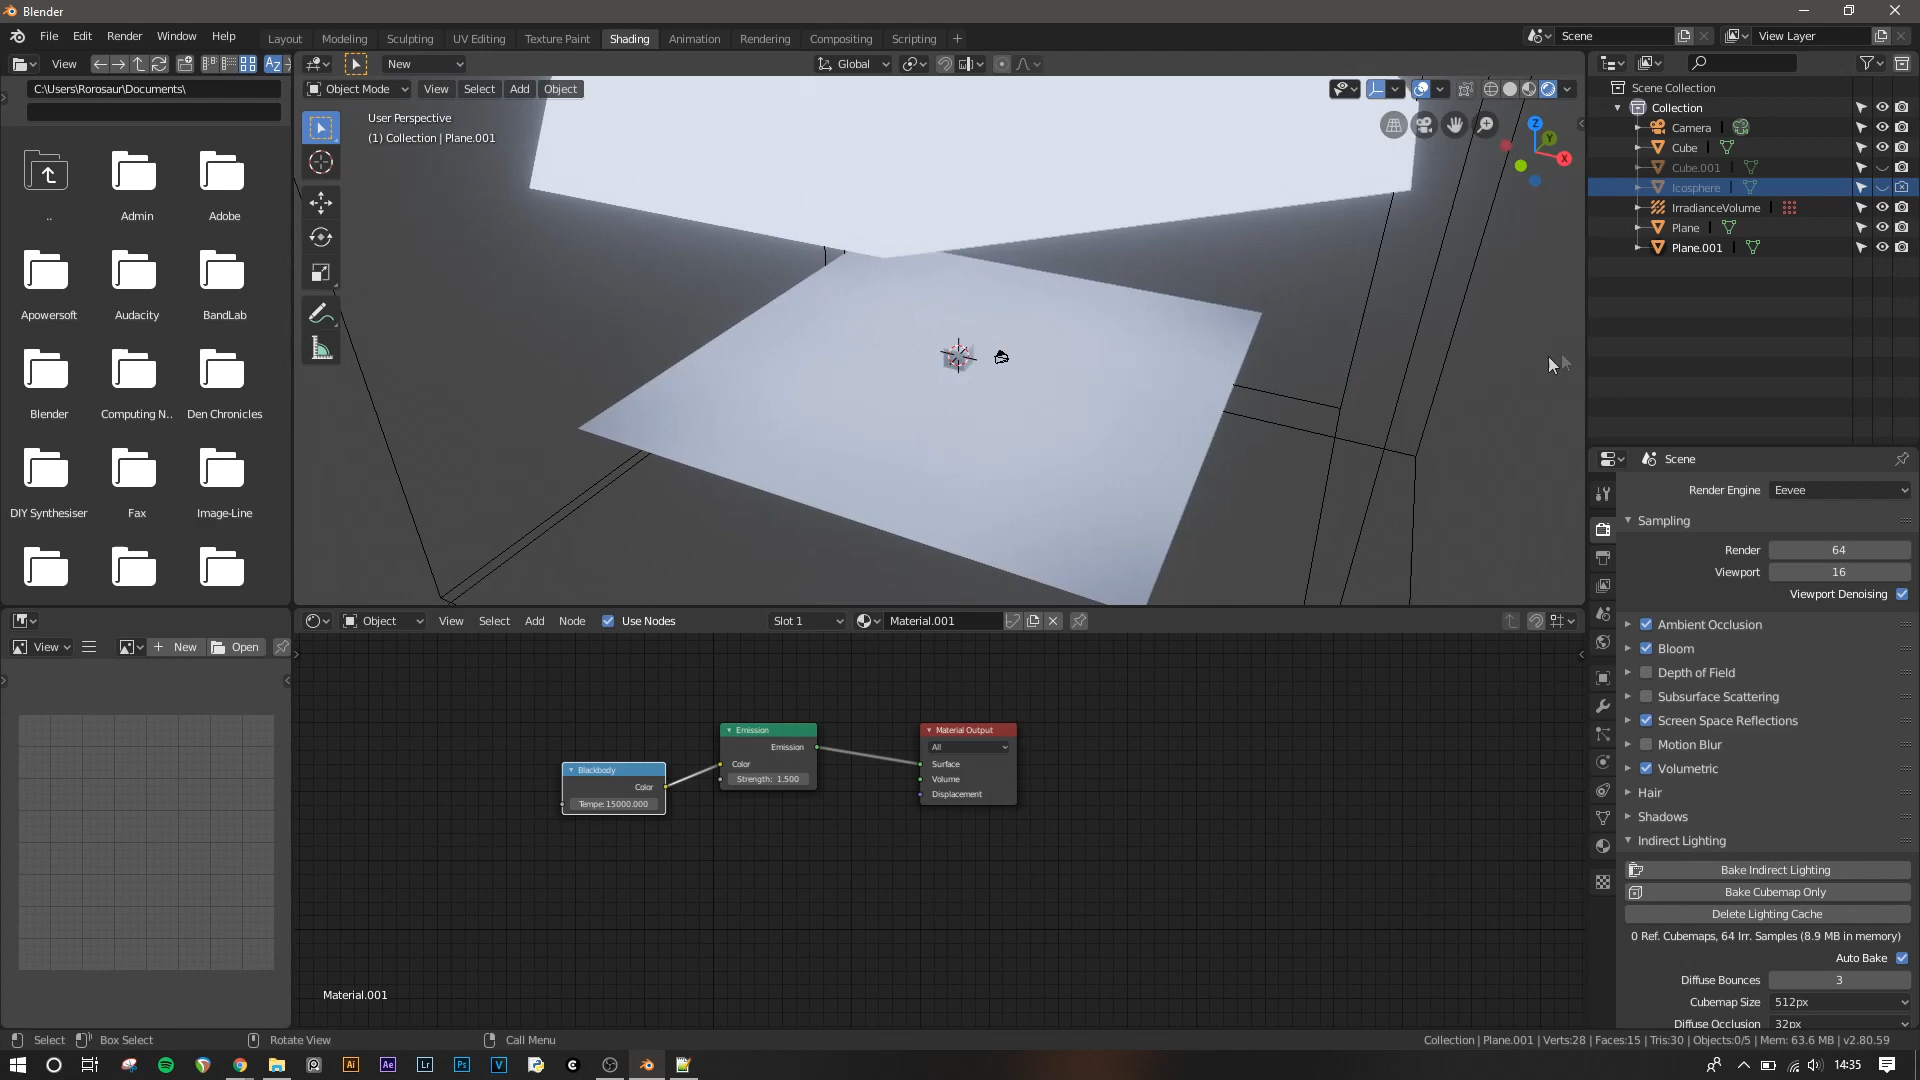 Blender
File Edit Render Window Help
Layout Modeling Sculpting UV Editing Texture Paint Shading Animation Rendering Compositing Scripting +
Scene
View Layer
View
C:\Users\Rorosaur\Documents\
..
Admin
Adobe
Apowersoft
Audacity
BandLab
Blender
Computing N..
Den Chronicles
DIY Synthesiser
Fax
Image-Line
New
Global
Object Mode View Select Add Object
User Perspective
(1) Collection | Plane.001
Z
Y
X
Scene Collection
Collection
Camera
Cube
Cube.001
Icosphere
IrradianceVolume
Plane
Plane.001
Scene
Render Engine Eevee
Sampling
Render 64
Viewport 16
Viewport Denoising
Ambient Occlusion
Bloom
Depth of Field
Subsurface Scattering
Screen Space Reflections
Motion Blur
Volumetric
Hair
Shadows
Indirect Lighting
Bake Indirect Lighting
Bake Cubemap Only
Delete Lighting Cache
0 Ref. Cubemaps, 64 Irr. Samples (8.9 MB in memory)
Auto Bake
Diffuse Bounces 3
Cubemap Size 512px
Diffuse Occlusion 32px
View New Open
Object View Select Add Node Use Nodes Slot 1 Material.001
Blackbody
Color
Tempe:15000.000
Emission
Emission
Color
Strength: 1.500
Material Output
All
Surface
Volume
Displacement
Material.001
Select Box Select Rotate View Call Menu
Collection | Plane.001 | Verts:28 | Faces:15 | Tris:30 | Objects:0/5 | Mem: 63.6 MB | v2.80.59
Ai Ae Lr Ps V
14:35